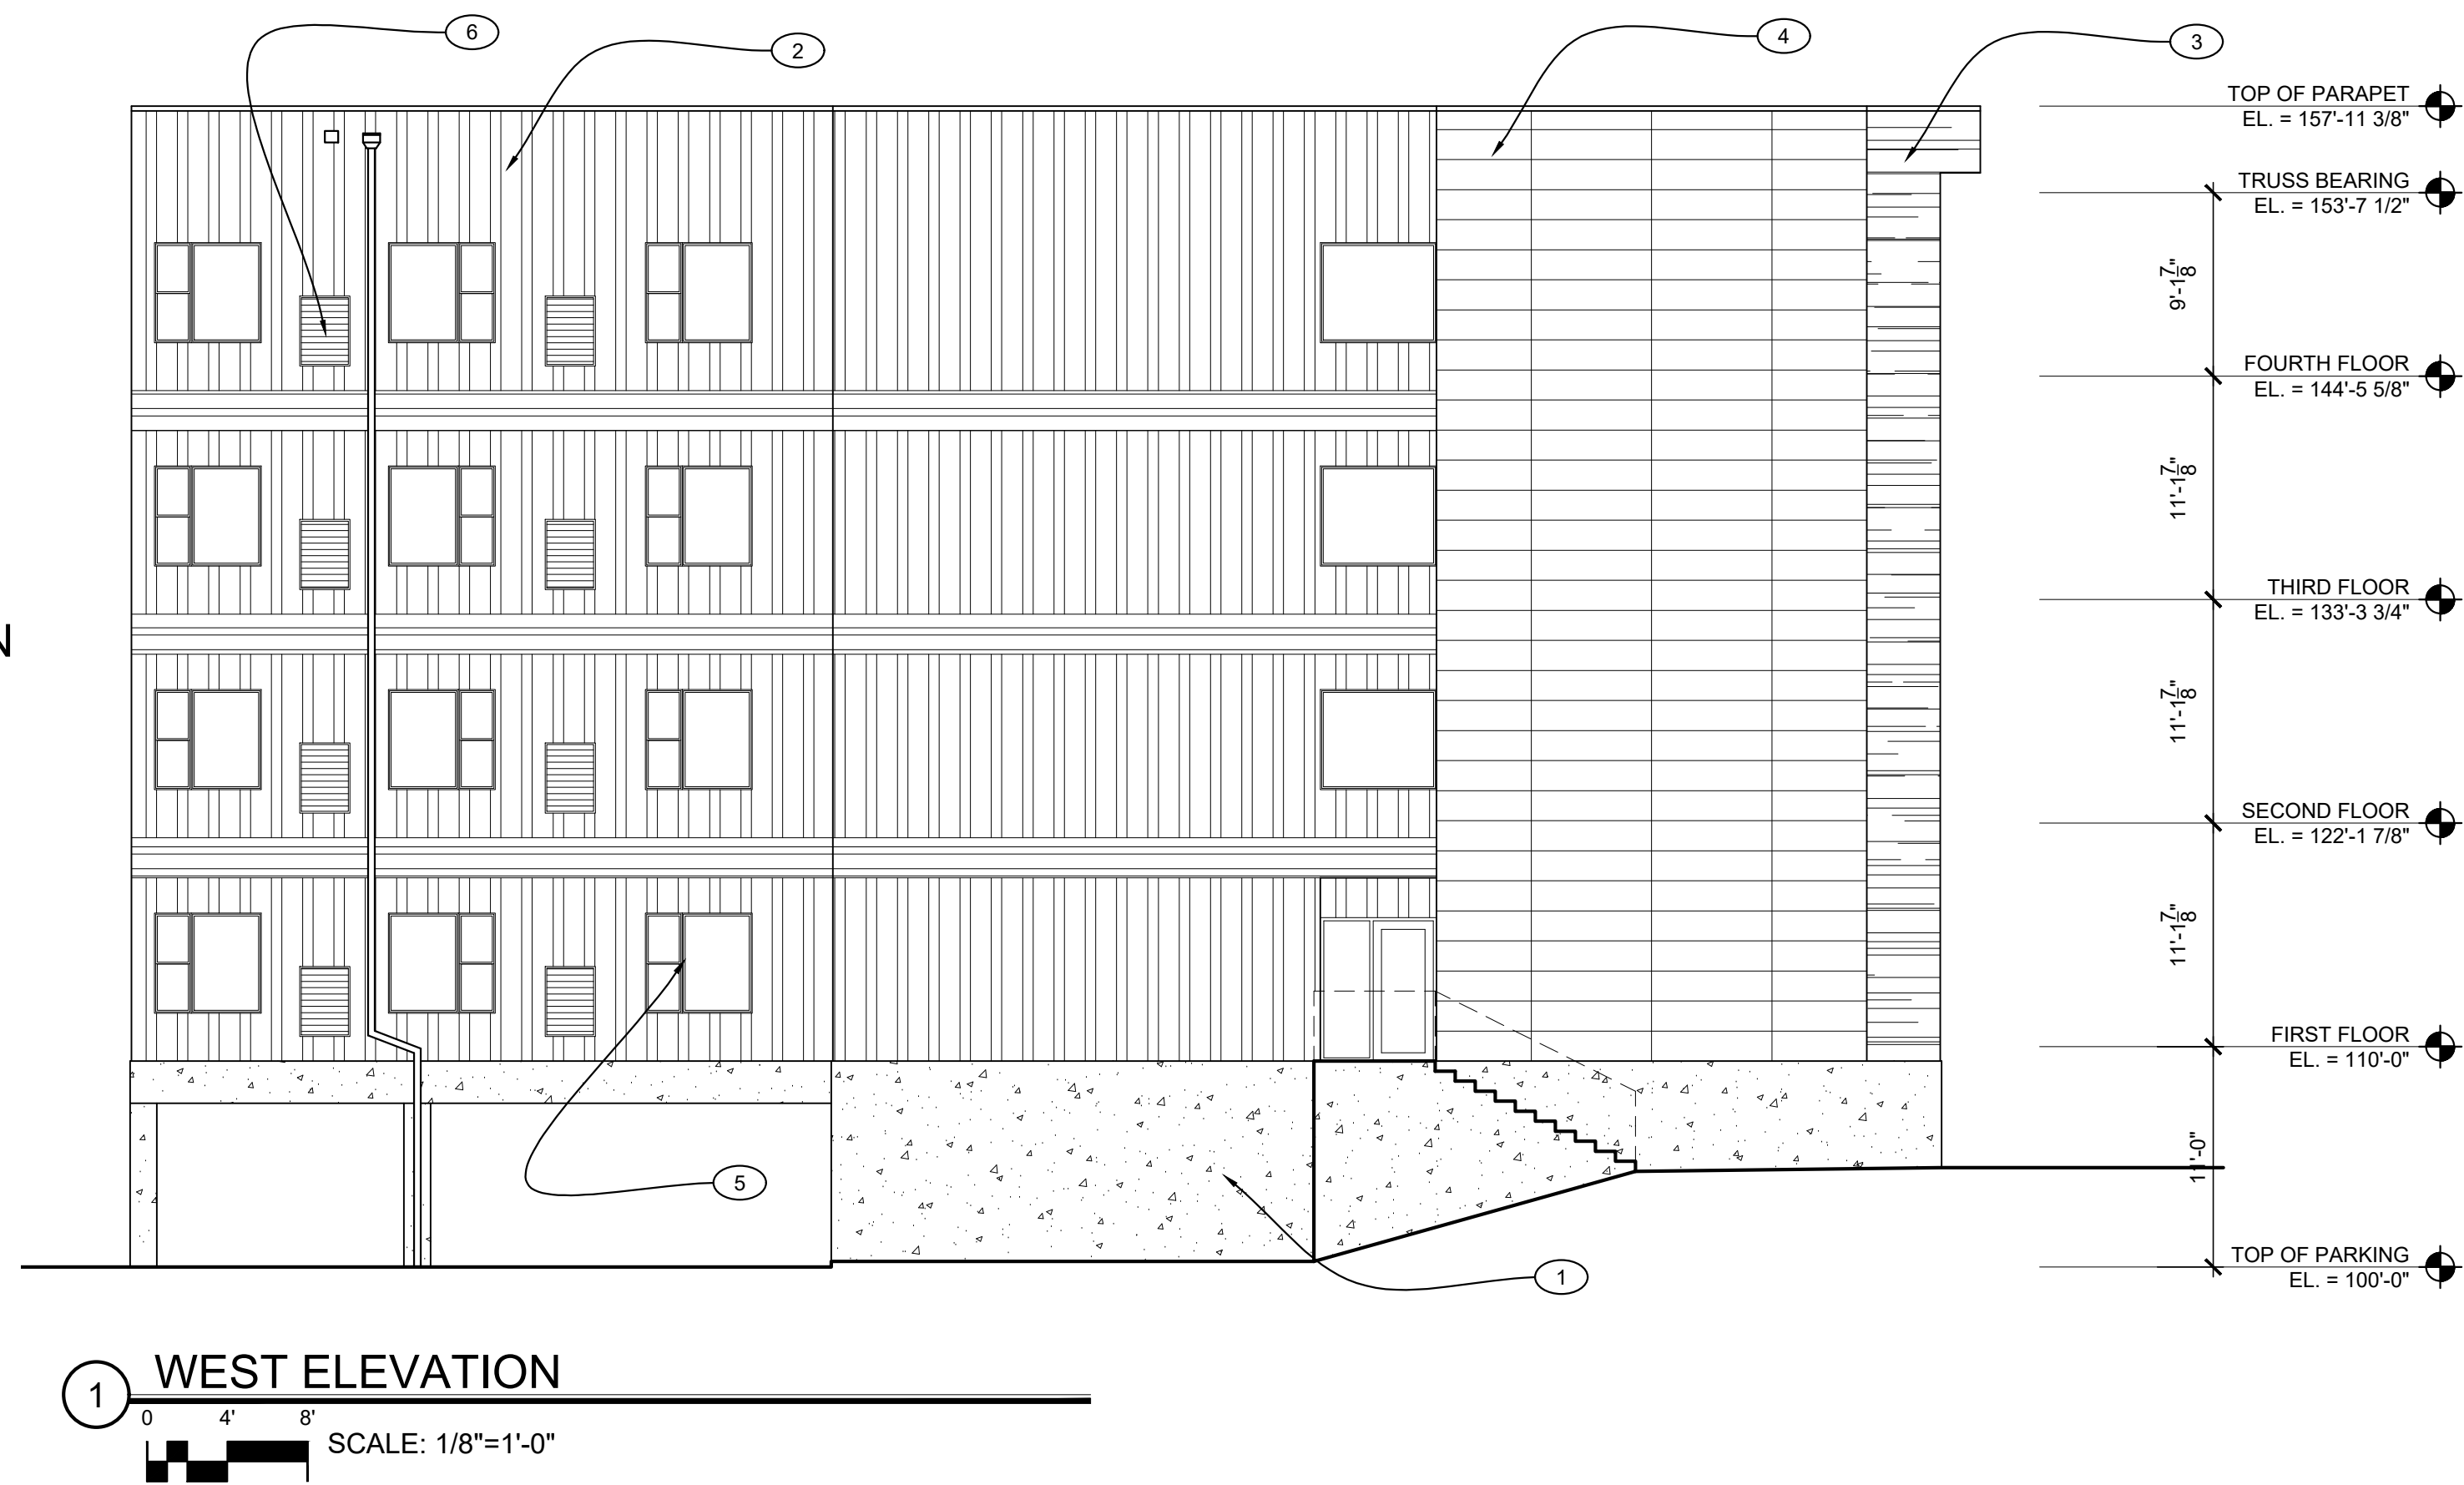 6
2
4
3
TOP OF PARAPET
EL. = 157'-11 3/8"
TRUSS BEARING
EL. = 153'-7 1/2"
9'-1 7/8"
FOURTH FLOOR
EL. = 144'-5 5/8"
11'-1 7/8"
THIRD FLOOR
EL. = 133'-3 3/4"
N
11'-1 7/8"
SECOND FLOOR
EL. = 122'-1 7/8"
11'-1 7/8"
FIRST FLOOR
EL. = 110'-0"
11'-0"
5
TOP OF PARKING
EL. = 100'-0"
1
1 WEST ELEVATION
0 4' 8'
SCALE: 1/8"=1'-0"